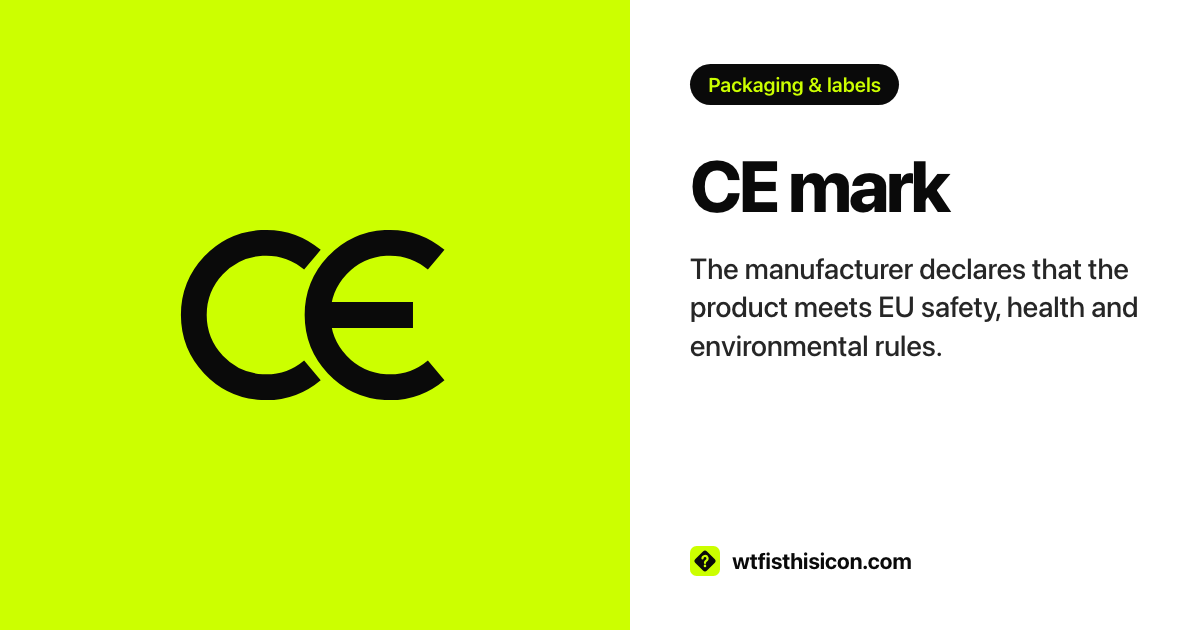 CE
Packaging & labels
CE mark
The manufacturer declares that the
product meets EU safety, health and
environmental rules.
?
wtfisthisicon.com